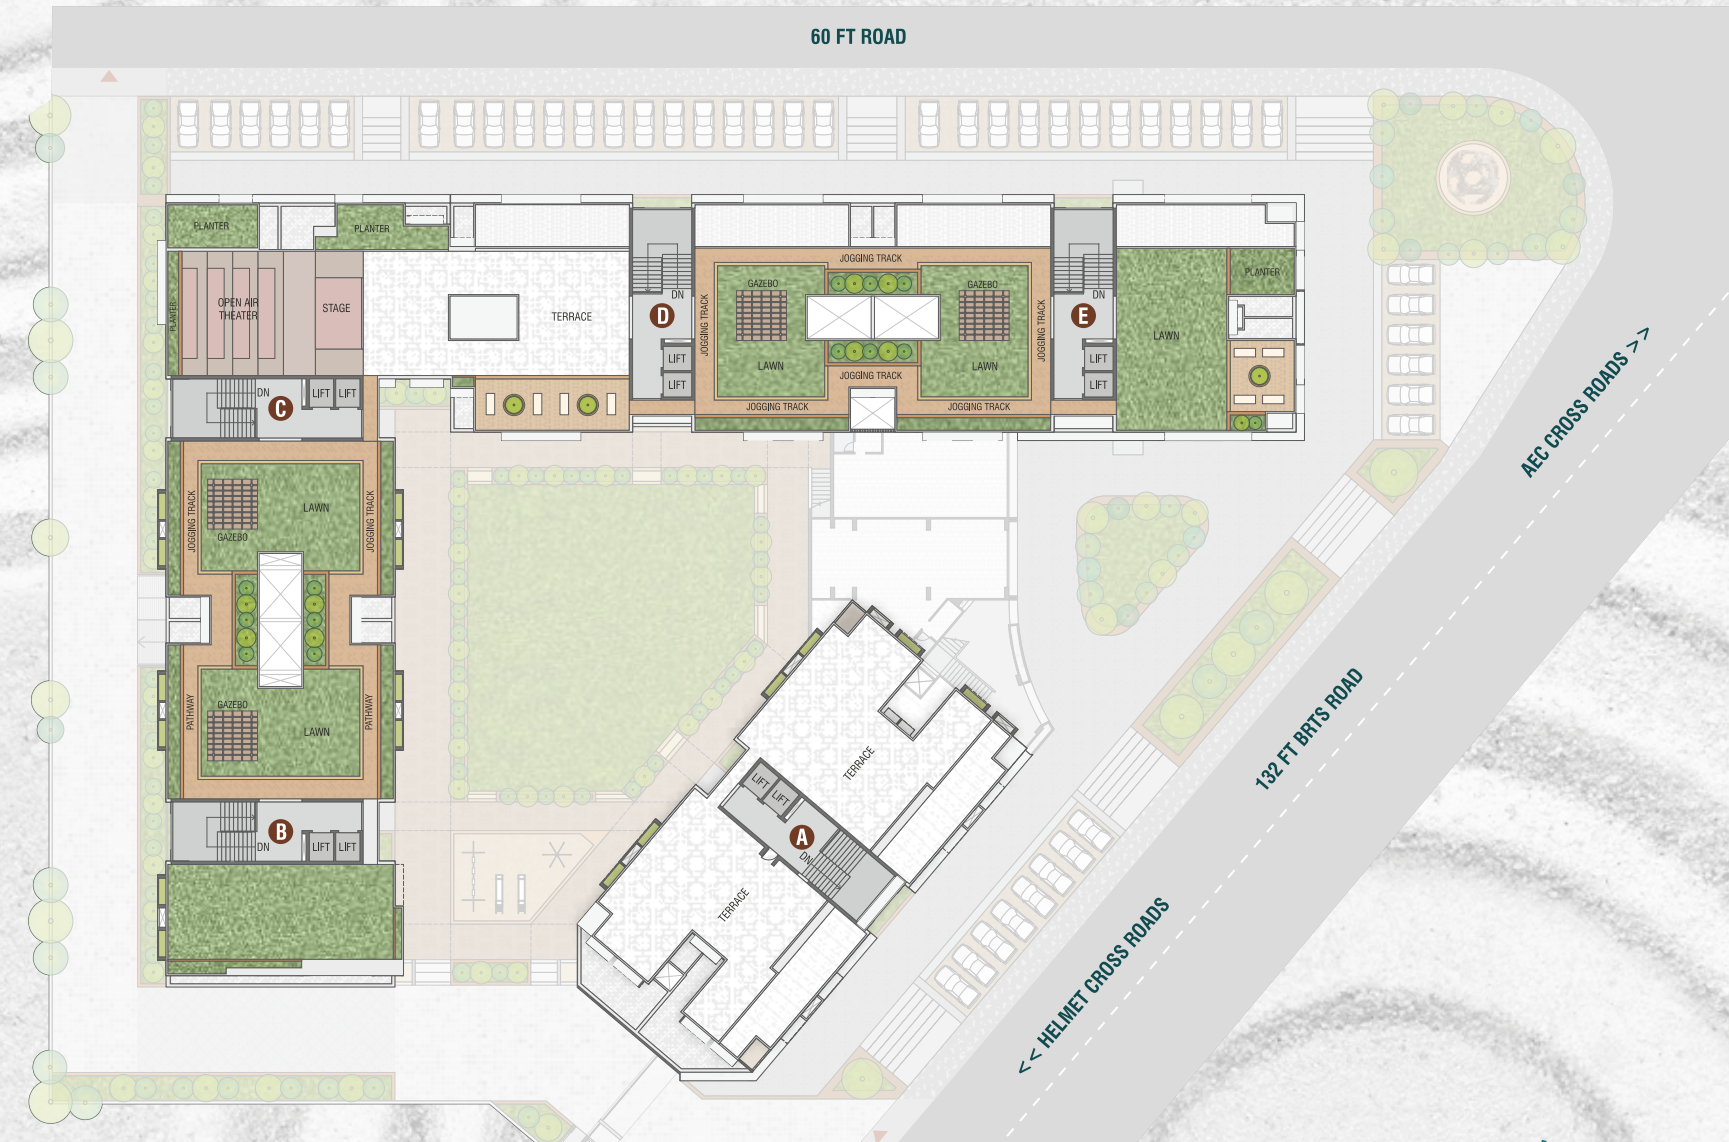 60 FT ROAD
PLANTER
PLANTER
PLANTER
OPEN AIR
THEATER
STAGE
TERRACE
DN
D
LIFT
LIFT
JOGGING TRACK
JOGGING TRACK
GAZEBO
GAZEBO
LAWN
LAWN
JOGGING TRACK
JOGGING TRACK
JOGGING TRACK
JOGGING TRACK
DN
E
LIFT
LIFT
LAWN
PLANTER
DN
C
LIFT
LIFT
JOGGING TRACK
LAWN
GAZEBO
JOGGING TRACK
PATHWAY
GAZEBO
LAWN
PATHWAY
B
DN
LIFT
LIFT
TERRACE
LIFT
LIFT
A
DN
TERRACE
AEC CROSS ROADS >>
132 FT BRTS ROAD
<< HELMET CROSS ROADS